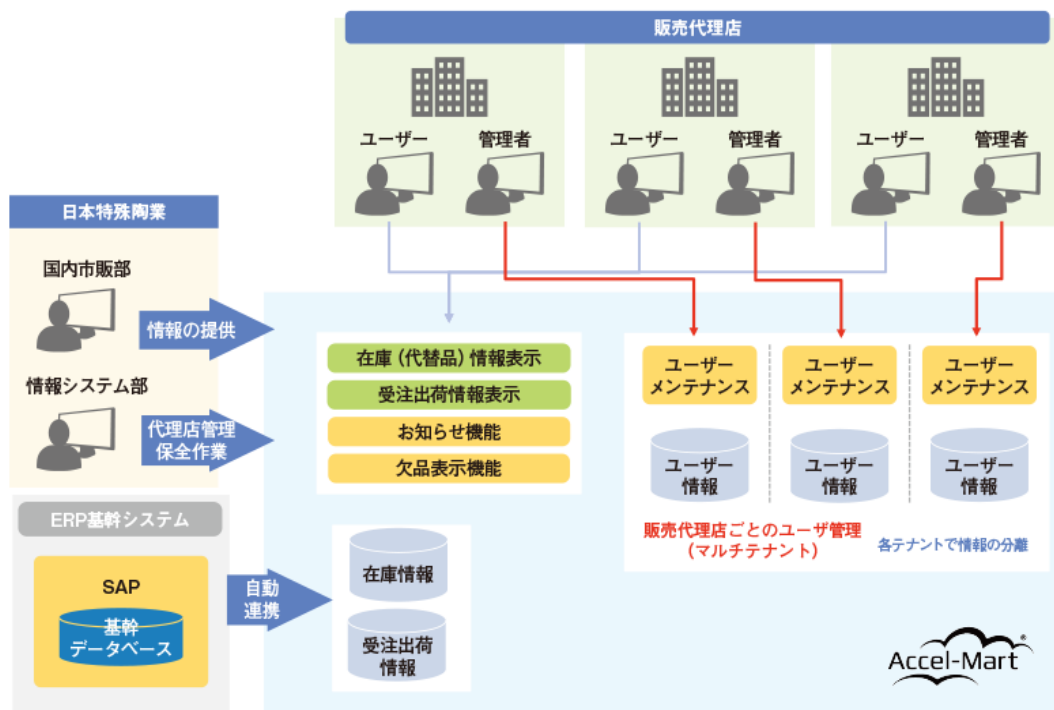 販売代理店
ユーザー
管理者
ユーザー
管理者
ユーザー
管理者
日本特殊陶業
国内市販部
情報の提供
情報システム部
代理店管理
保全作業
在庫（代替品）情報表示
受注出荷情報表示
お知らせ機能
欠品表示機能
ユーザー
メンテナンス
ユーザー
メンテナンス
ユーザー
メンテナンス
ユーザー
情報
ユーザー
情報
ユーザー
情報
販売代理店ごとのユーザ管理
(マルチテナント)
各テナントで情報の分離
ERP基幹システム
SAP
基幹
データベース
自動
連携
在庫情報
受注出荷
情報
Accel-Mart®